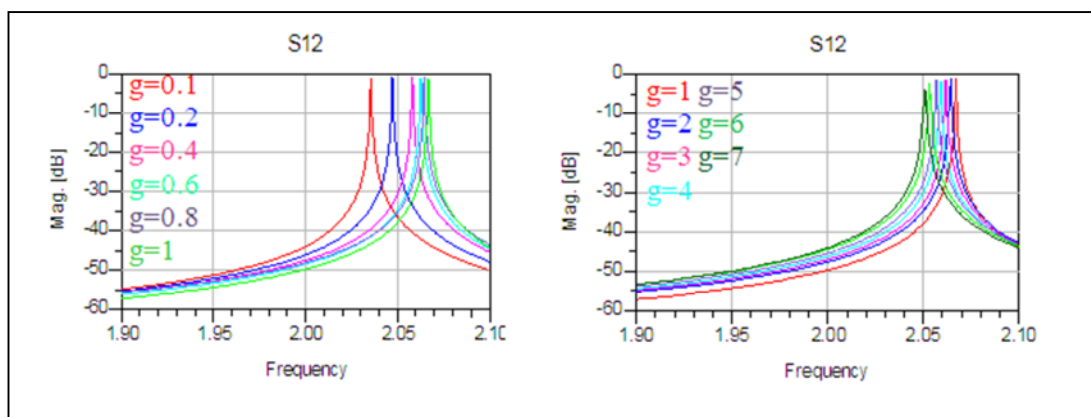 S12
Mag. [dB]
0
-10
-20
-30
-40
-50
-60
g=0.1
g=0.2
g=0.4
g=0.6
g=0.8
g=1
1.90 1.95 2.00 2.05 2.10
Frequency
S12
Mag. [dB]
0
-10
-20
-30
-40
-50
-60
g=1 g=5
g=2 g=6
g=3 g=7
g=4
1.90 1.95 2.00 2.05 2.10
Frequency